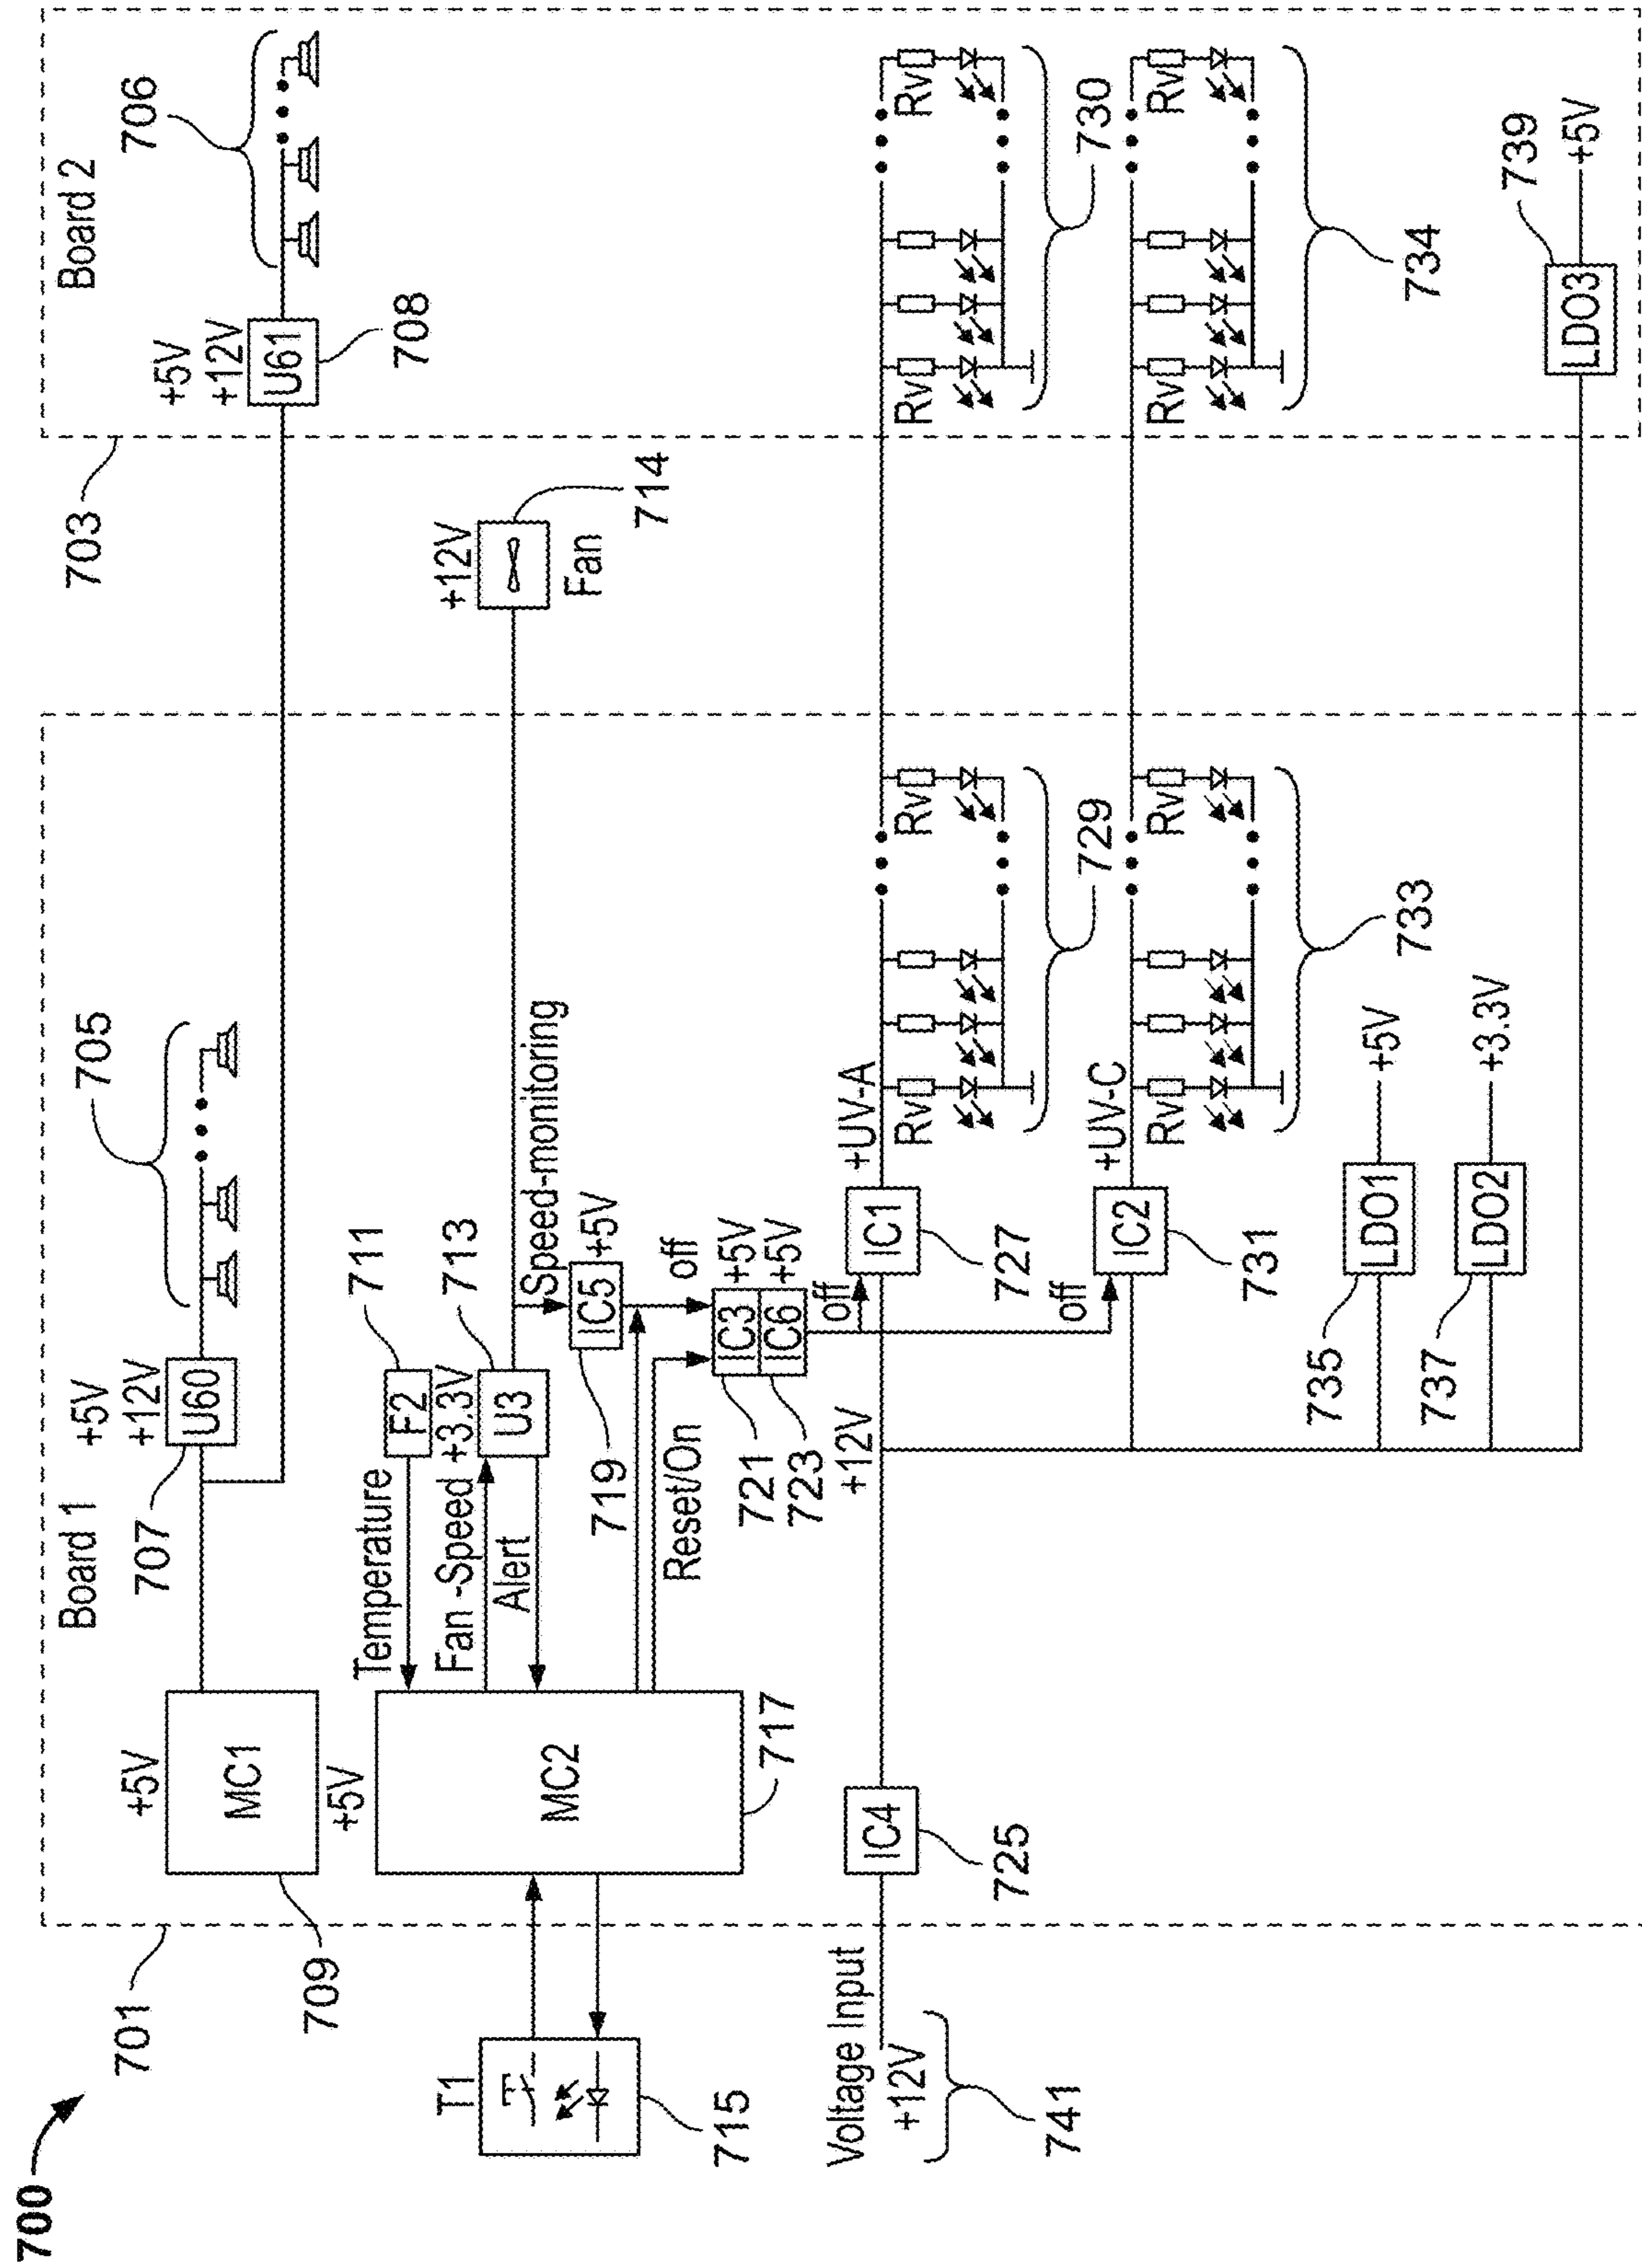 700
701
703
Board 1
Board 2
705
706
+5V
+12V
U60
707
+5V
+12V
U61
708
+5V
MC1
709
Temperature
F2
711
+5V
MC2
717
Fan -Speed
+3.3V
U3
713
Alert
+12V
Fan
714
T1
715
Speed-monitoring
IC5
+5V
719
off
Reset/On
IC3
+5V
IC6
+5V
721
723
off
off
Voltage Input
+12V
741
IC4
725
+12V
IC1
727
+UV-A
Rv
Rv
729
Rv
Rv
730
IC2
731
+UV-C
Rv
Rv
733
Rv
Rv
734
LDO1
+5V
735
LDO2
+3.3V
737
LDO3
+5V
739